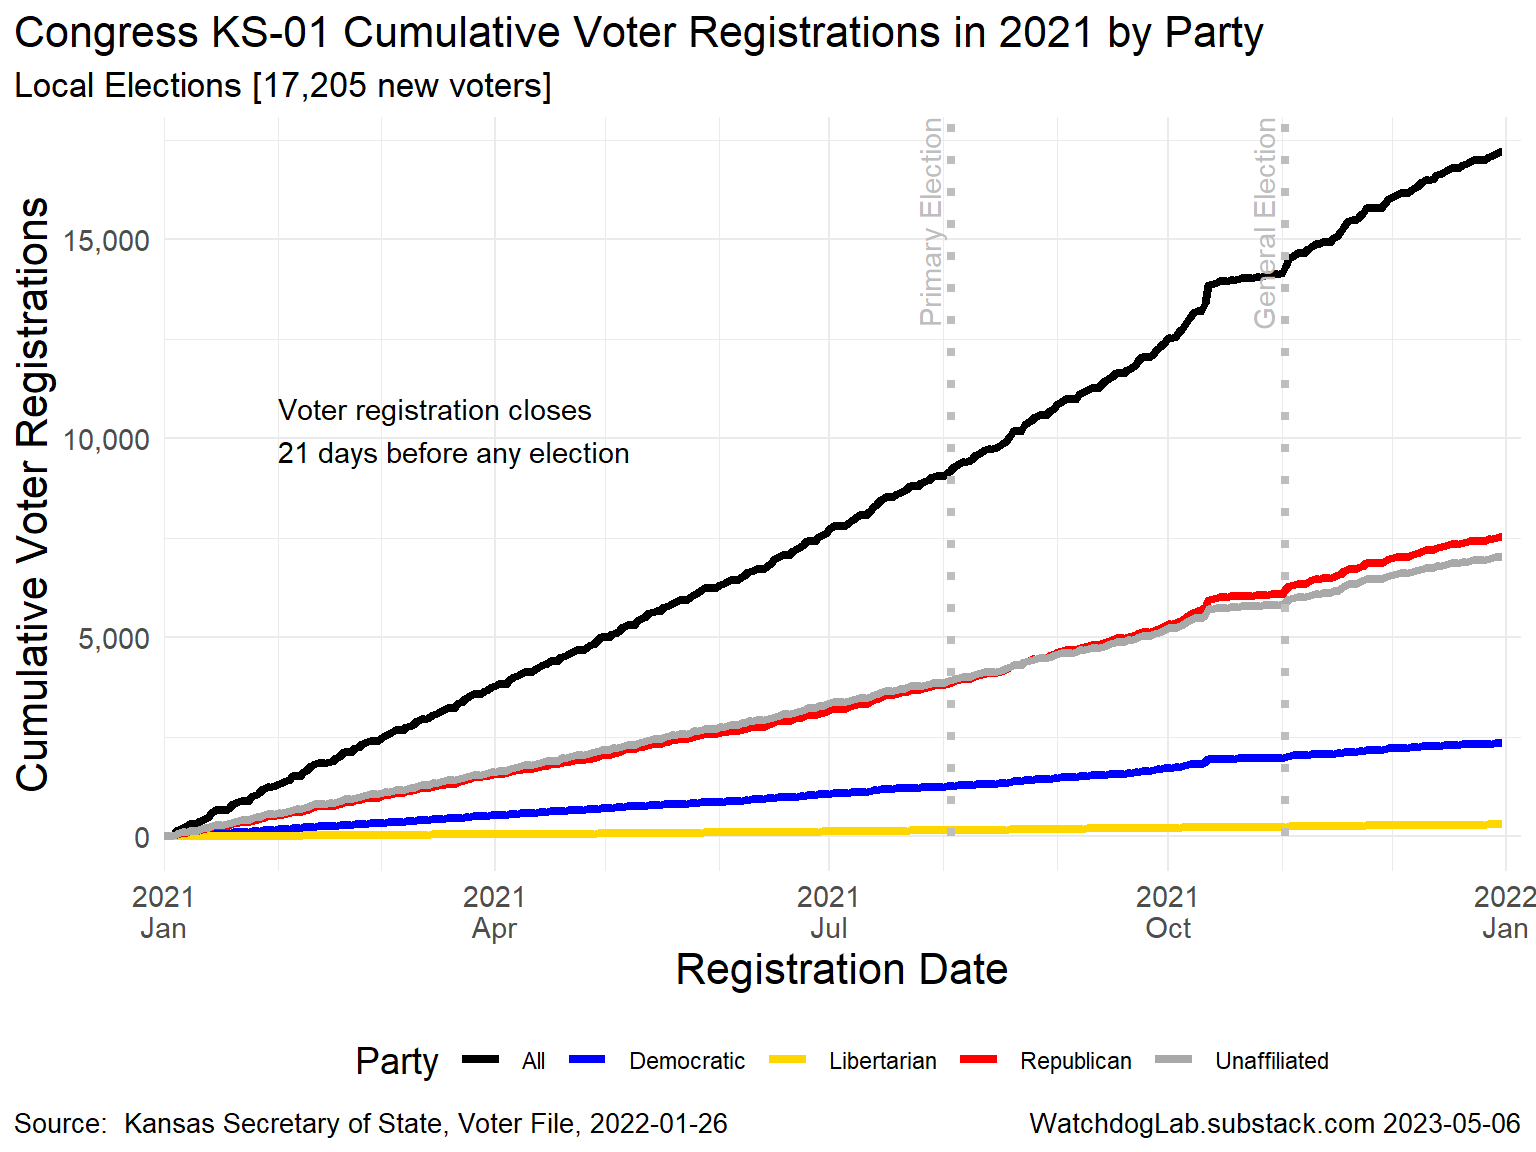 Congress KS-01 Cumulative Voter Registrations in 2021 by Party
Local Elections [17,205 new voters]
Cumulative Voter Registrations
15,000
10,000
5,000
0
Primary Election
General Election
Voter registration closes
21 days before any election
2021
Jan
2021
Apr
2021
Jul
2021
Oct
2022
Jan
Registration Date
Party
All
Democratic
Libertarian
Republican
Unaffiliated
Source:  Kansas Secretary of State, Voter File, 2022-01-26
WatchdogLab.substack.com 2023-05-06